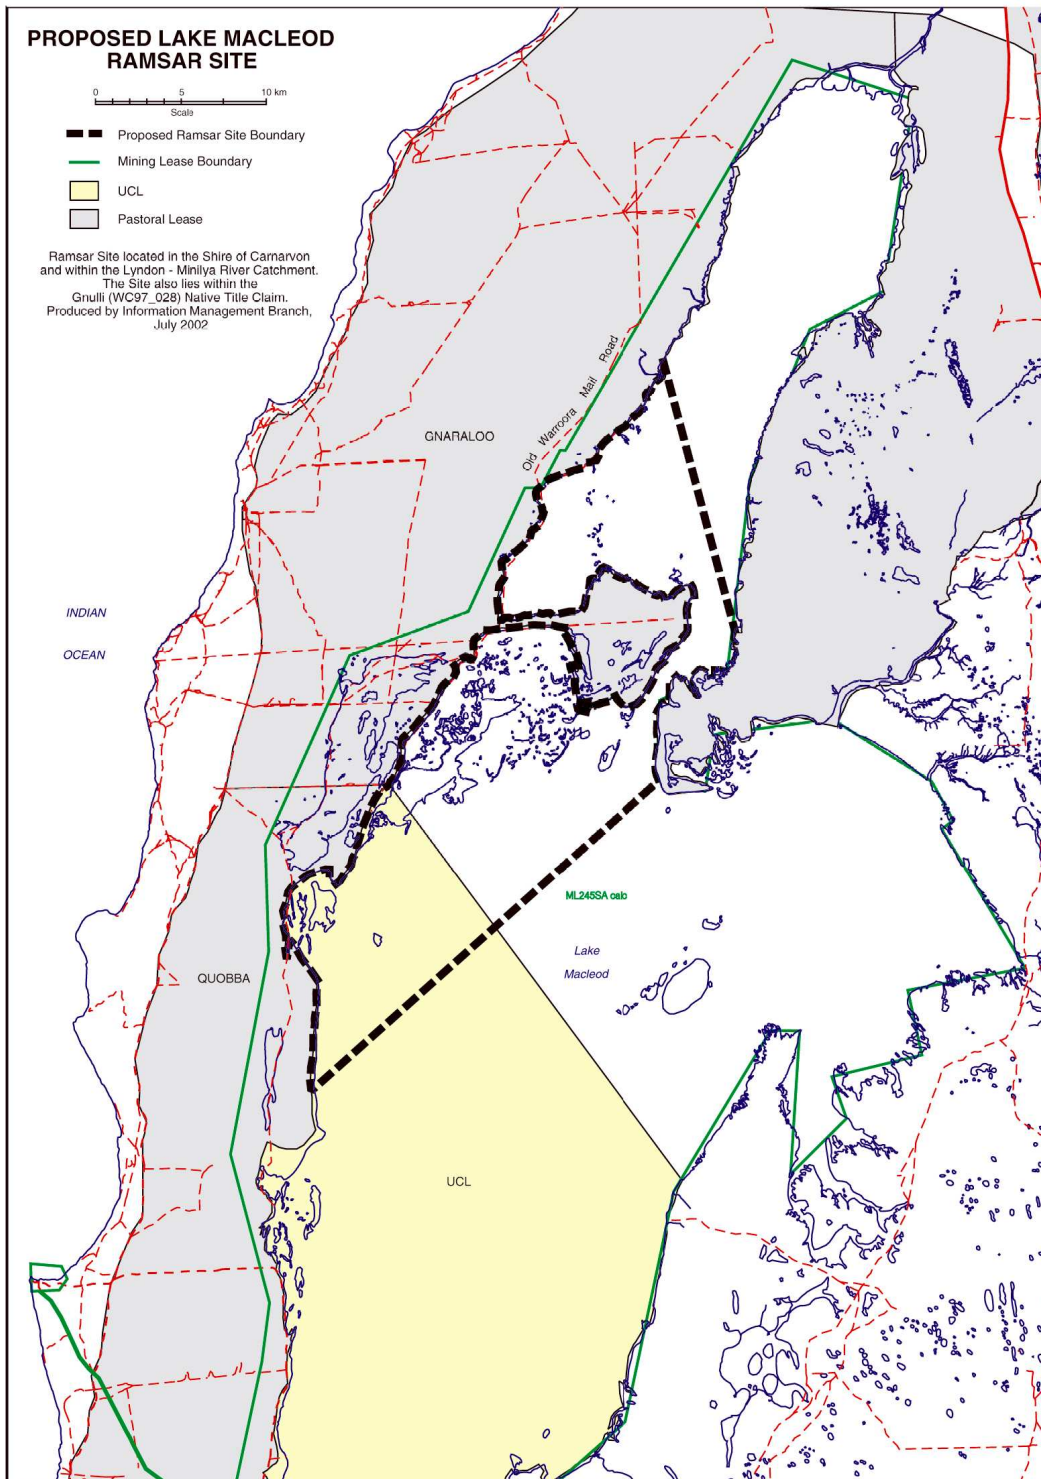 PROPOSED LAKE MACLEOD
RAMSAR SITE
0 5 10 km
Scale
Proposed Ramsar Site Boundary
Mining Lease Boundary
UCL
Pastoral Lease
Ramsar Site located in the Shire of Carnarvon
and within the Lyndon - Minilya River Catchment.
The Site also lies within the
Gnulli (WC97_028) Native Title Claim.
Produced by Information Management Branch,
July 2002
Old Warroora Mail Road
GNARALOO
INDIAN
OCEAN
ML245SA calc
Lake
Macleod
QUOBBA
UCL